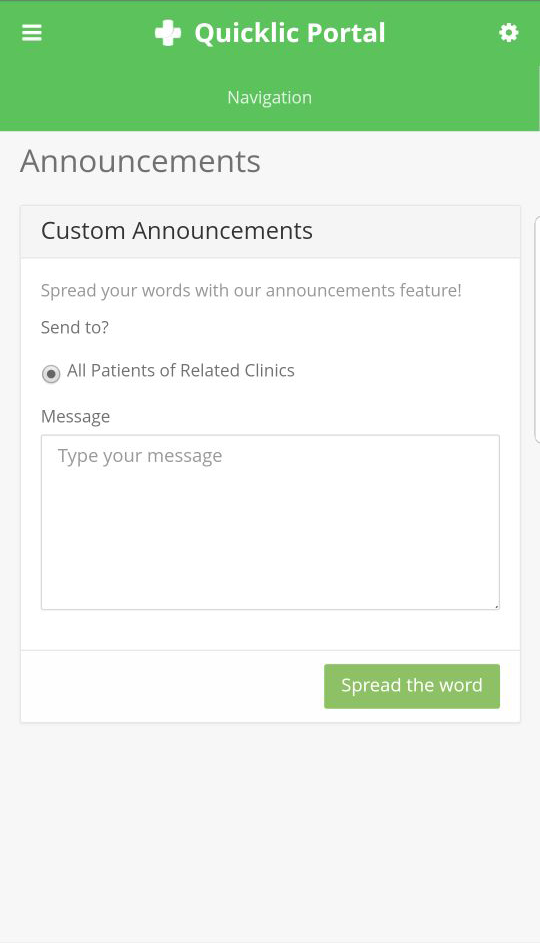 Quicklic Portal
Navigation
Announcements
Custom Announcements
Spread your words with our announcements feature!
Send to?
All Patients of Related Clinics
Message
Type your message
Spread the word